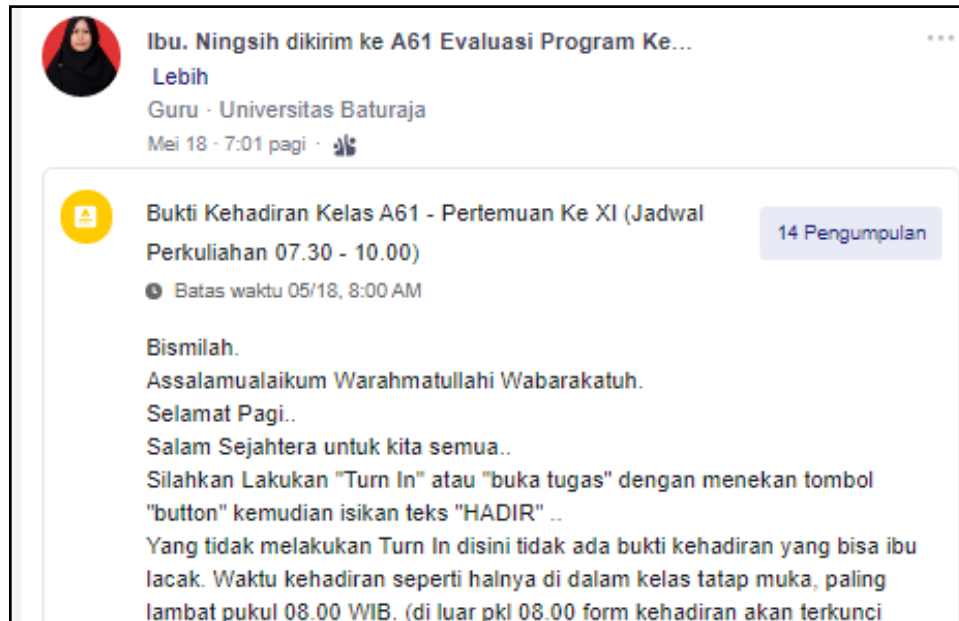 Ibu. Ningsih dikirim ke A61 Evaluasi Program Ke...
Lebih
Guru · Universitas Baturaja
Mei 18 · 7:01 pagi ·
Bukti Kehadiran Kelas A61 - Pertemuan Ke XI (Jadwal
Perkuliahan 07.30 - 10.00)
14 Pengumpulan
Batas waktu 05/18, 8:00 AM
Bismilah.
Assalamualaikum Warahmatullahi Wabarakatuh.
Selamat Pagi..
Salam Sejahtera untuk kita semua..
Silahkan Lakukan "Turn In" atau "buka tugas" dengan menekan tombol
"button" kemudian isikan teks "HADIR" ..
Yang tidak melakukan Turn In disini tidak ada bukti kehadiran yang bisa ibu
lacak. Waktu kehadiran seperti halnya di dalam kelas tatap muka, paling
lambat pukul 08.00 WIB. (di luar pkl 08.00 form kehadiran akan terkunci